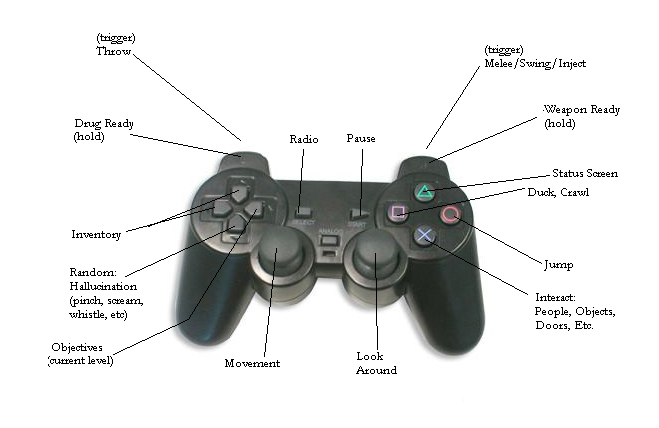 (trigger)
Throw
(trigger)
Melee/Swing/Inject
Drug Ready
(hold)
Radio
Pause
Weapon Ready
(hold)
Status Screen
Duck, Crawl
SELECT
START
ANALOG
Inventory
Jump
Random:
Hallucination
(pinch, scream,
whistle, etc)
Interact:
People, Objects,
Doors, Etc.
Objectives
(current level)
Movement
Look
Around